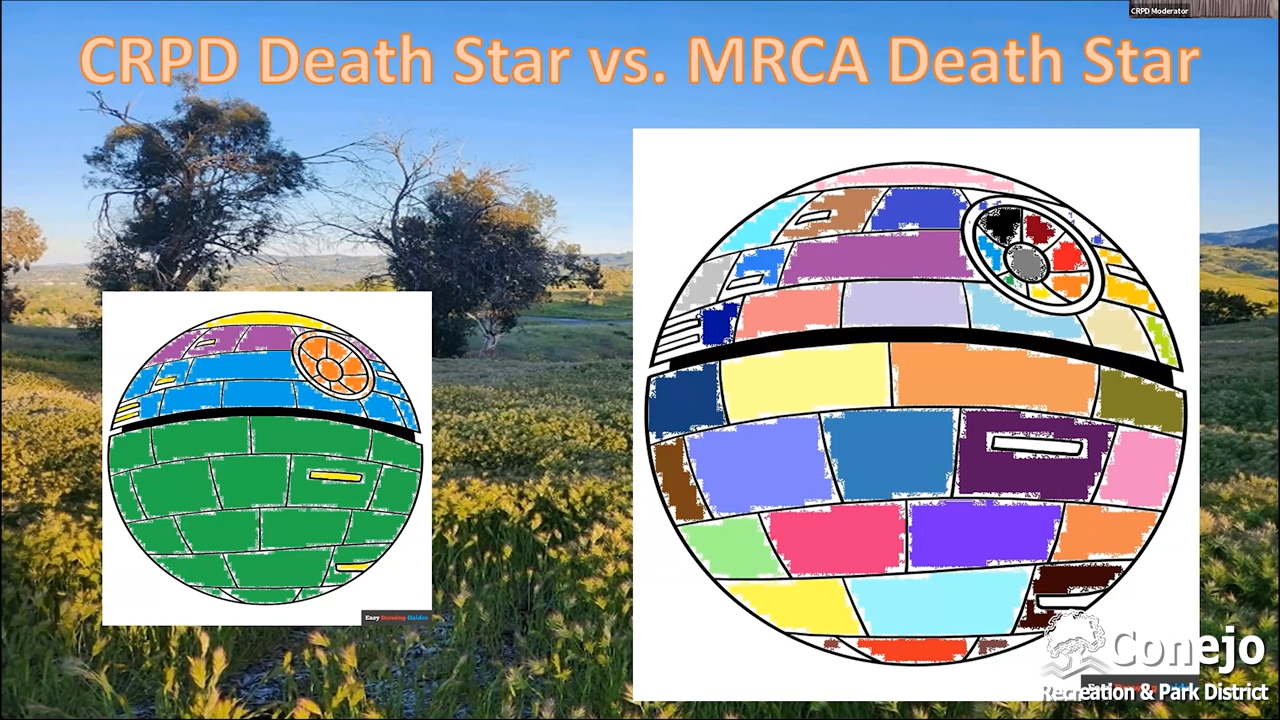 CRPD Moderator
CRPD Death Star vs. MRCA Death Star
Easy Drawing Guides
Conejo
Recreation & Park District